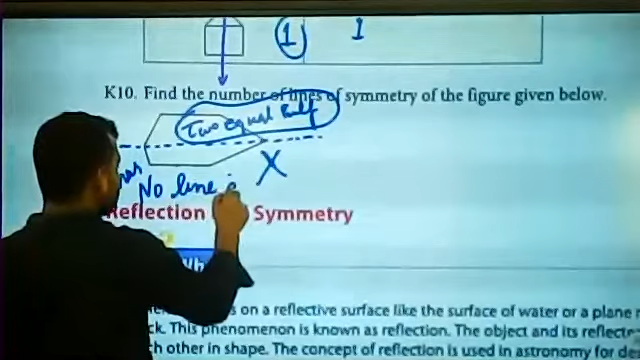 1 1
K10. Find the number of lines of symmetry of the figure given below.
Two equal half
has
X
No line
Reflection Symmetry
Wh
s on a reflective surface like the surface of water or a plane
ck. This phenomenon is known as reflection. The object and its reflect
ch other in shape. The concept of reflection is used in astronomy for de